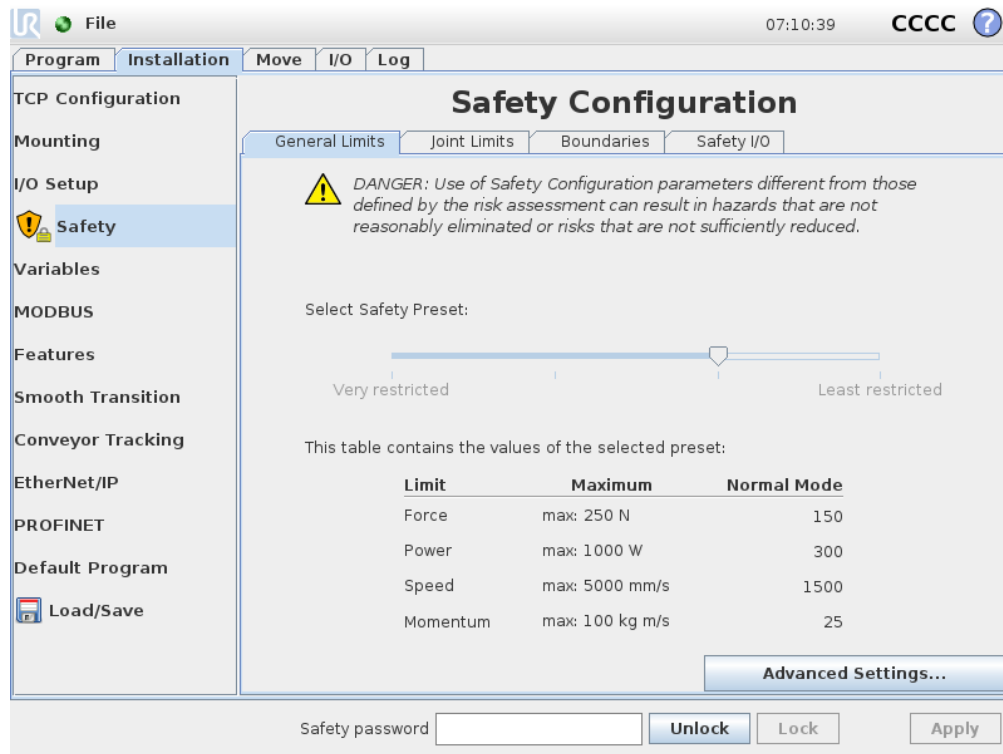 UR File 07:10:39 CCCC ?
Program Installation Move I/O Log
TCP Configuration
Mounting
I/O Setup
Safety
Variables
MODBUS
Features
Smooth Transition
Conveyor Tracking
EtherNet/IP
PROFINET
Default Program
Load/Save
Safety Configuration
General Limits Joint Limits Boundaries Safety I/O
DANGER: Use of Safety Configuration parameters different from those
defined by the risk assessment can result in hazards that are not
reasonably eliminated or risks that are not sufficiently reduced.
Select Safety Preset:
Very restricted Least restricted
This table contains the values of the selected preset:
Limit Maximum Normal Mode
Force max: 250 N 150
Power max: 1000 W 300
Speed max: 5000 mm/s 1500
Momentum max: 100 kg m/s 25
Advanced Settings...
Safety password Unlock Lock Apply